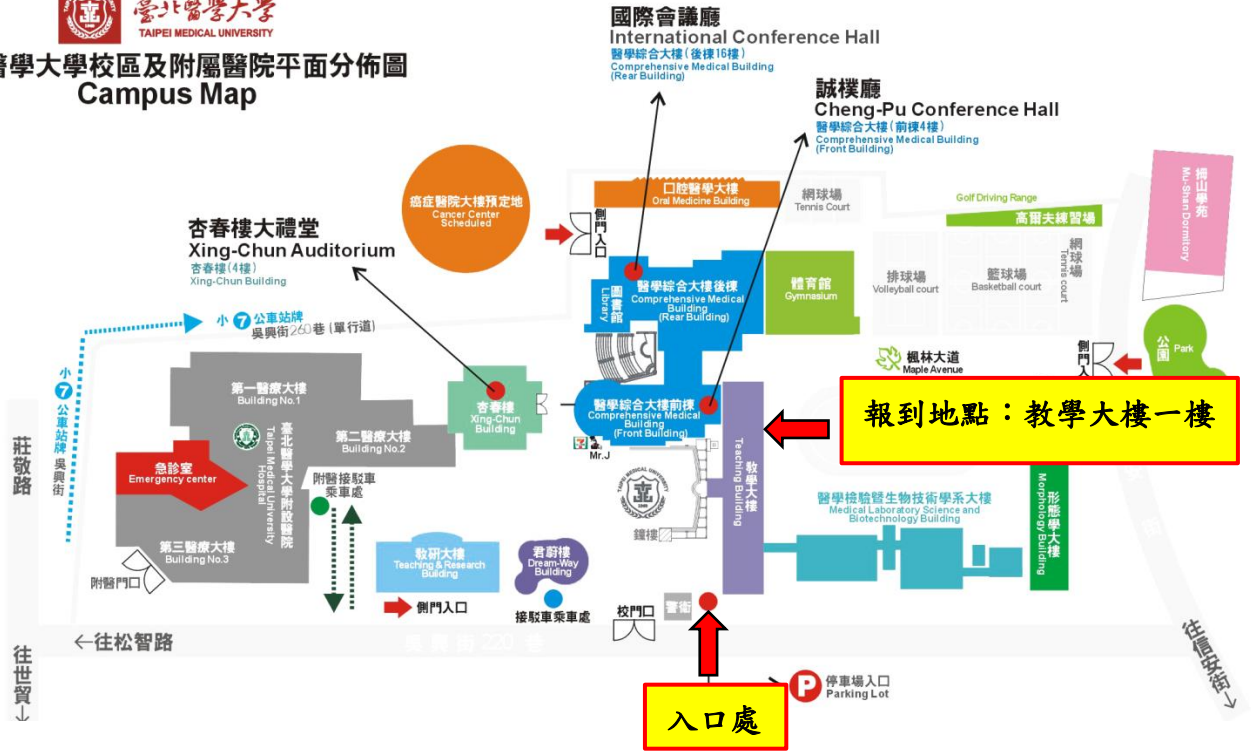 臺北醫學大學
TAIPEI MEDICAL UNIVERSITY
醫學大學校區及附屬醫院平面分佈圖
Campus Map
國際會議廳
International Conference Hall
醫學綜合大樓(後棟16樓)
Comprehensive Medical Building
(Rear Building)
誠樸廳
Cheng-Pu Conference Hall
醫學綜合大樓(前棟4樓)
Comprehensive Medical Building
(Front Building)
杏春樓大禮堂
Xing-Chun Auditorium
杏春樓(4樓)
Xing-Chun Building
癌症醫院大樓預定地
Cancer Center
Scheduled
側門入口
口腔醫學大樓
Oral Medicine Building
網球場
Tennis Court
Golf Driving Range
高爾夫練習場
拇山學苑
Mu-Shan Dormitory
圖書館
Library
醫學綜合大樓後棟
Comprehensive Medical
Building
(Rear Building)
體育館
Gymnasium
排球場
Volleyball court
籃球場
Basketball court
網球場
Tennis court
小 7 公車站牌
吳興街260巷 (單行道)
小 7 公車站牌 吳興街
楓林大道
Maple Avenue
側門入
公園 Park
第一醫療大樓
Building No.1
第二醫療大樓
Building No.2
臺北醫學大學附設醫院
Taipei Medical University
Hospital
急診室
Emergency center
第三醫療大樓
Building No.3
附醫門口
附醫接駁車
乘車處
杏春樓
Xing-Chun
Building
醫學綜合大樓前棟
Comprehensive Medical
Building
(Front Building)
Mr.J
教學大樓
Teaching Building
報到地點：教學大樓一樓
TAIPEI MEDICAL UNIVERSITY
1960
鐘樓
醫學檢驗暨生物技術學系大樓
Medical Laboratory Science and
Biotechnology Building
形態學大樓
Morphology Building
教研大樓
Teaching & Research
Building
側門入口
君蔚樓
Dream-Way
Building
接駁車乘車處
校門口
警衛
莊敬路
←往松智路
吳興街220巷
往世貿↓
往信安街↓
P 停車場入口
Parking Lot
入口處